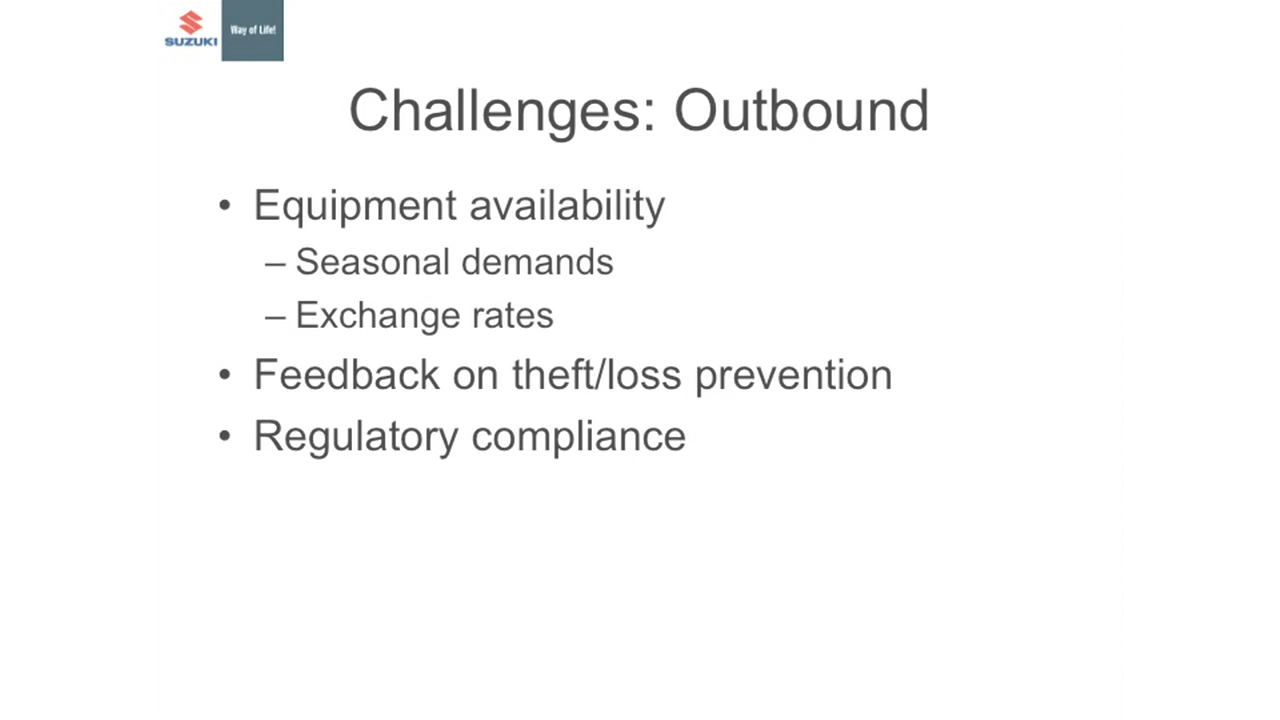 SUZUKI
Way of Life!
Challenges: Outbound
• Equipment availability
– Seasonal demands
– Exchange rates
• Feedback on theft/loss prevention
• Regulatory compliance